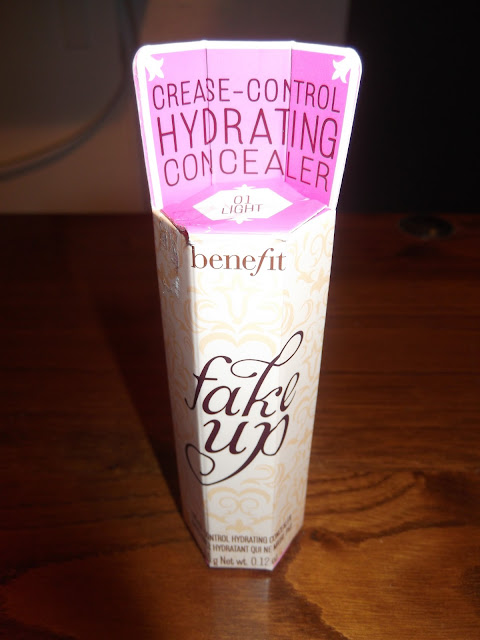 CREASE-CONTROL
HYDRATING
CONCEALER
01
LIGHT
benefit
fake
up
CONTROL HYDRATING
HYDRATANT QUI NE
g Net. wt. 0.12